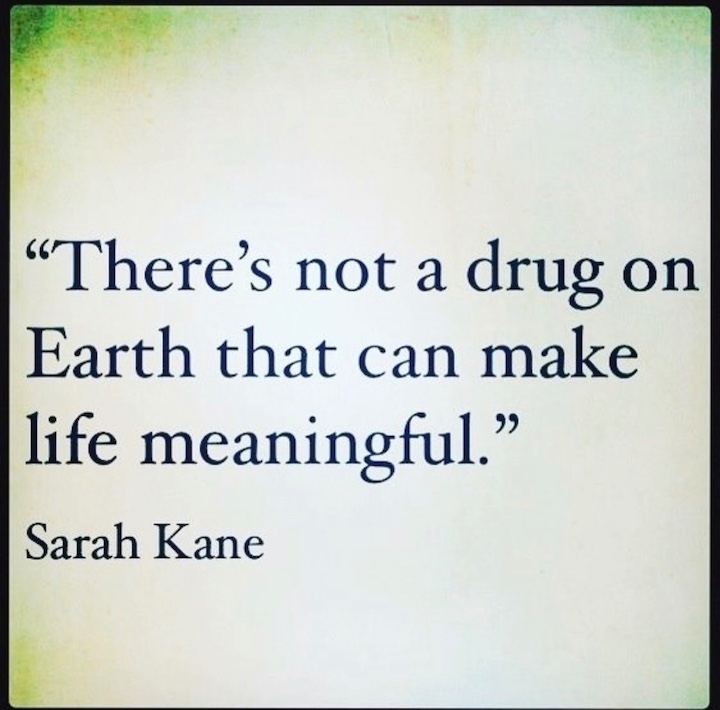 “There’s not a drug on
Earth that can make
life meaningful.”
Sarah Kane